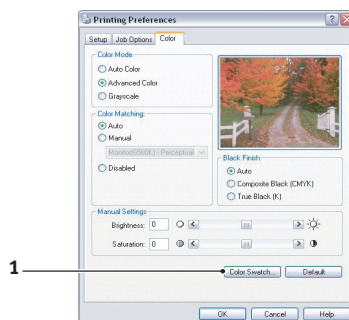 Printing Preferences
Setup Job Options Color
Color Mode
Auto Color
Advanced Color
Grayscale
Color Matching:
Auto
Manual
Monitor(6500K) - Perceptual
Disabled
Black Finish
Auto
Composite Black (CMYK)
True Black (K)
Manual Settings
Brightness: 0
Saturation: 0
1
Color Swatch... Default
OK Cancel Help